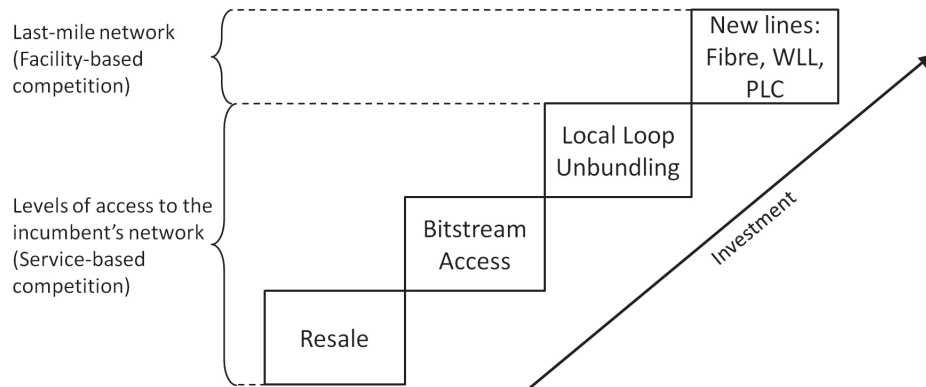 Last-mile network
(Facility-based
competition)
New lines:
Fibre, WLL,
PLC
Local Loop
Unbundling
Levels of access to the
incumbent's network
(Service-based
competition)
Bitstream
Access
Investment
Resale